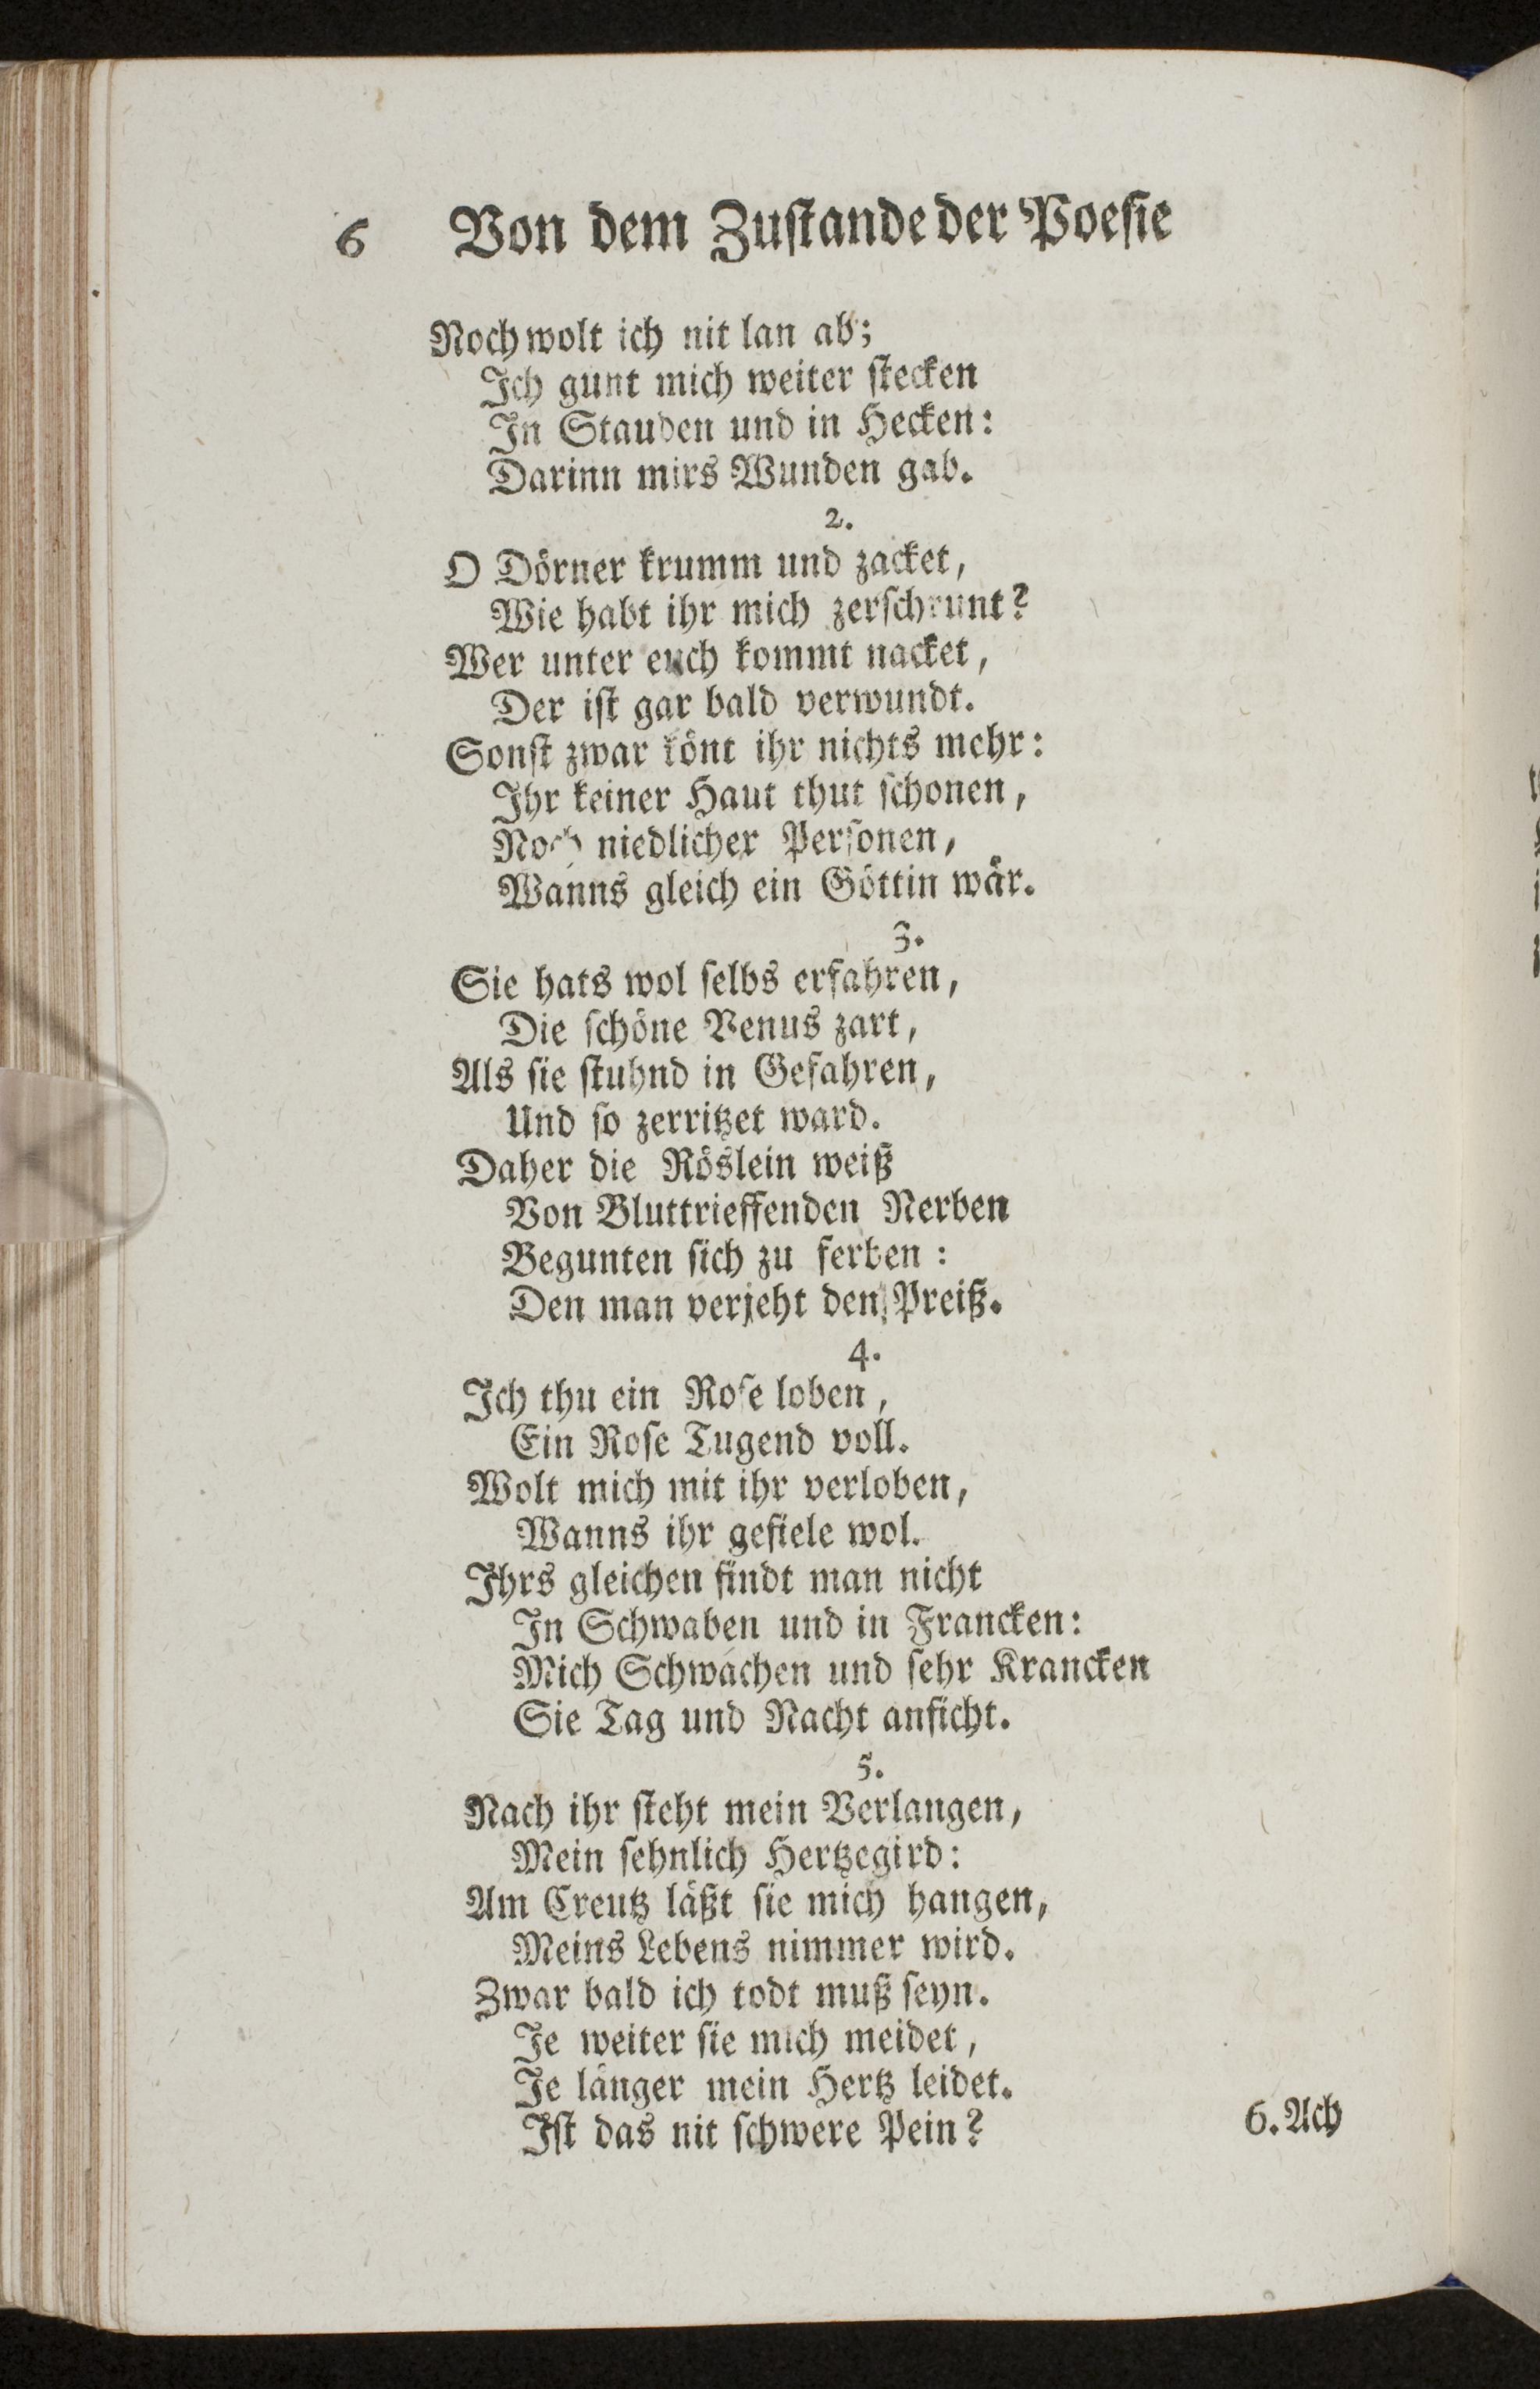 6 Von dem Zustande der Poesie
Noch wolt ich nit lan ab;
Ich gunt mich weiter stecken
In Stauden und in Hecken:
Darinn mirs Wunden gab.
2.
O Dörner krumm und zacket,
Wie habt ihr mich zerschrunt?
Wer unter euch kommt nacket,
Der ist gar bald verwundt.
Sonst zwar könt ihr nichts mehr:
Ihr keiner Haut thut schonen,
Noch niedlicher Personen,
Wanns gleich ein Göttin wär.
3.
Sie hats wol selbs erfahren,
Die schöne Venus zart,
Als sie stuhnd in Gefahren,
Und so zerritzet ward.
Daher die Röslein weiß
Von Bluttrieffenden Nerben
Begunten sich zu ferben:
Den man verjeht den Preiß.
4.
Ich thu ein Rose loben,
Ein Rose Tugend voll.
Wolt mich mit ihr verloben,
Wanns ihr gefiele wol.
Ihrs gleichen findt man nicht
In Schwaben und in Francken:
Mich Schwachen und sehr Krancken
Sie Tag und Nacht anficht.
5.
Nach ihr steht mein Verlangen,
Mein sehnlich Hertzegird:
Am Creutz läßt sie mich hangen,
Meins Lebens nimmer wird.
Zwar bald ich todt muß seyn.
Je weiter sie mich meidet,
Je länger mein Hertz leidet.
Ist das nit schwere Pein?
6. Ach